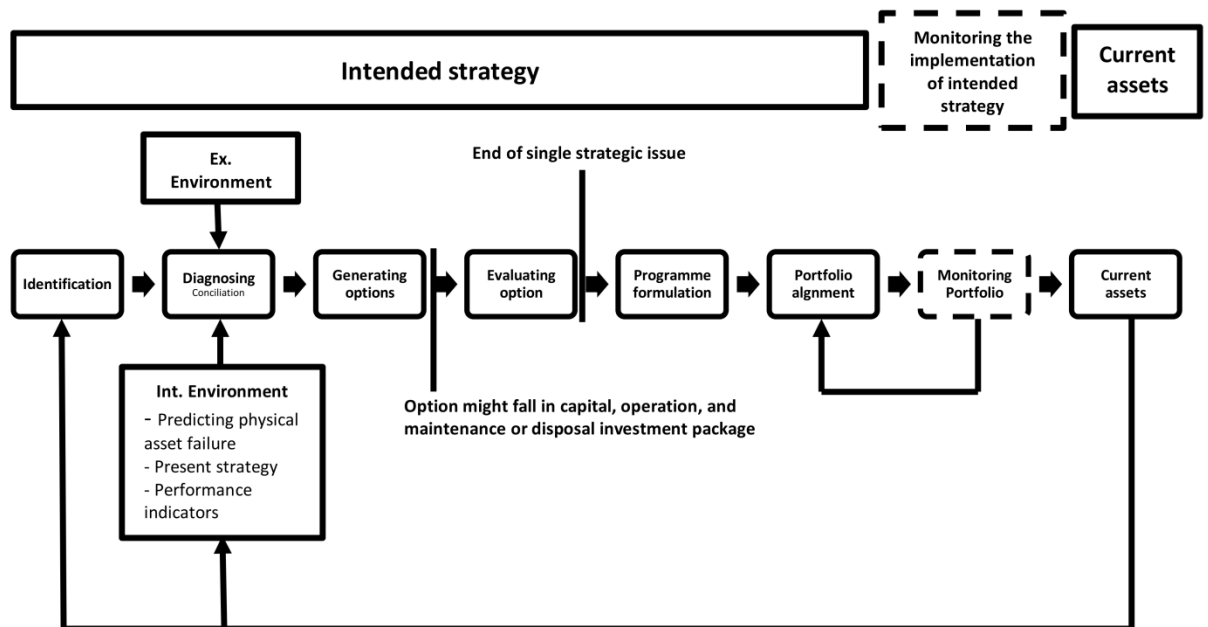 Intended strategy
Monitoring the
implementation
of intended
strategy
Current
assets
Ex.
Environment
End of single strategic issue
Identification
Diagnosing
Conciliation
Generating
options
Evaluating
option
Programme
formulation
Portfolio
algnment
Monitoring
Portfolio
Current
assets
Int. Environment
- Predicting physical
asset failure
- Present strategy
- Performance
indicators
Option might fall in capital, operation, and
maintenance or disposal investment package